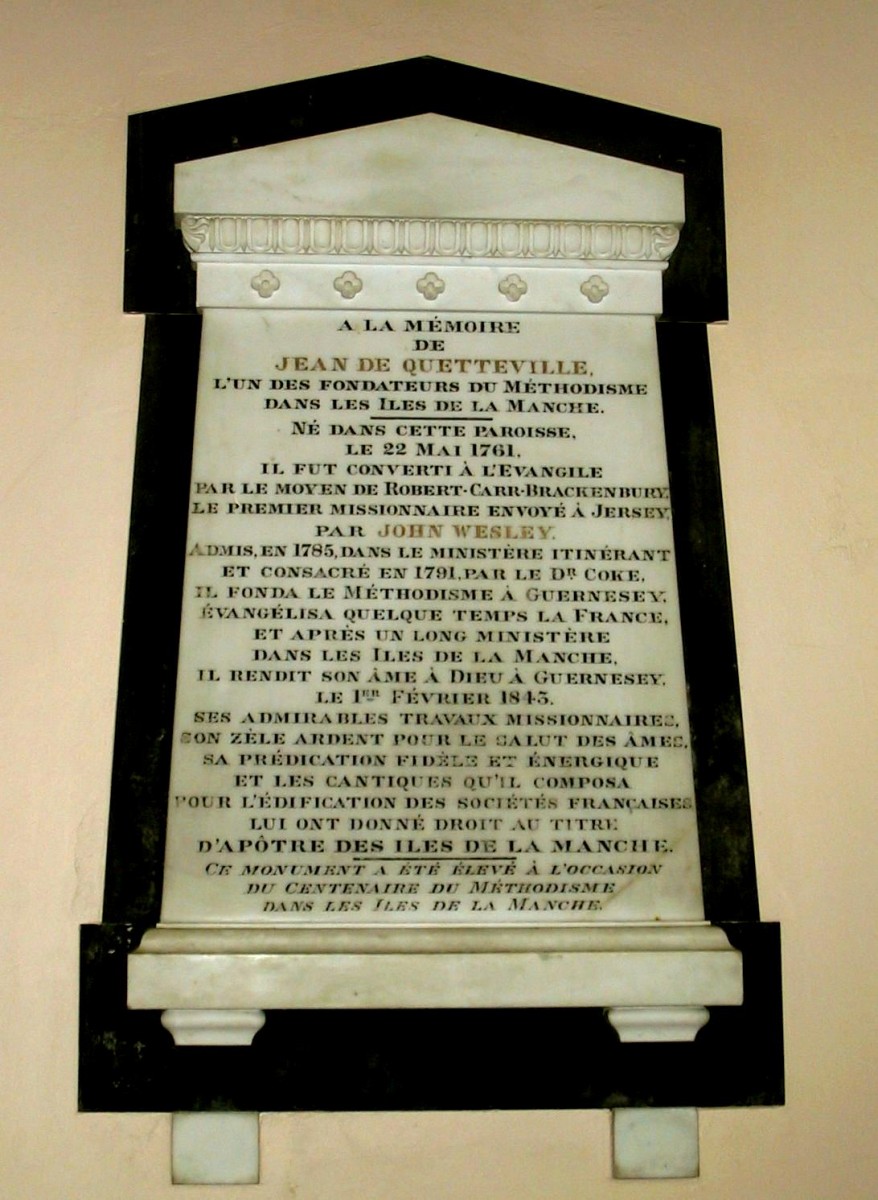 A LA MÉMOIRE
DE
JEAN DE QUETTEVILLE,
L'UN DES FONDATEURS DU MÉTHODISME
DANS LES ILES DE LA MANCHE.
NÉ DANS CETTE PAROISSE,
LE 22 MAI 1761,
IL FUT CONVERTI À L'EVANGILE
PAR LE MOYEN DE ROBERT-CARR-BRACKENBURY,
LE PREMIER MISSIONNAIRE ENVOYÉ À JERSEY,
PAR JOHN WESLEY.
ADMIS, EN 1785, DANS LE MINISTÈRE ITINÉRANT
ET CONSACRÉ EN 1791, PAR LE DR COKE,
IL FONDA LE MÉTHODISME À GUERNESEY,
ÉVANGÉLISA QUELQUE TEMPS LA FRANCE,
ET APRÈS UN LONG MINISTÈRE
DANS LES ILES DE LA MANCHE,
IL RENDIT SON ÂME À DIEU À GUERNESEY,
LE 1ER FÉVRIER 1843.
SES ADMIRABLES TRAVAUX MISSIONNAIRES,
SON ZÈLE ARDENT POUR LE SALUT DES ÂMES,
SA PRÉDICATION FIDÈLE ET ÉNERGIQUE
ET LES CANTIQUES QU'IL COMPOSA
POUR L'ÉDIFICATION DES SOCIÉTÉS FRANÇAISES
LUI ONT DONNÉ DROIT AU TITRE
D'APÔTRE DES ILES DE LA MANCHE.
CE MONUMENT A ÉTÉ ÉLEVÉ À L'OCCASION
DU CENTENAIRE DU MÉTHODISME
DANS LES ILES DE LA MANCHE.